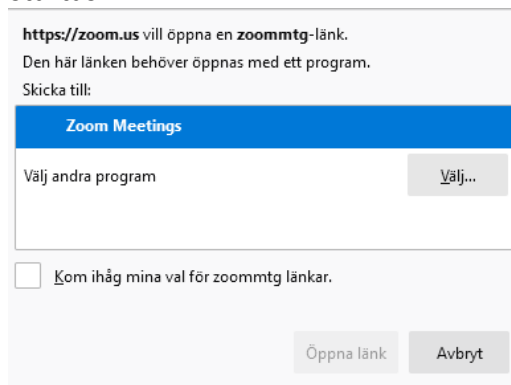 https://zoom.us vill öppna en zoommtg-länk.
Den här länken behöver öppnas med ett program.
Skicka till:
Zoom Meetings
Välj andra program
Välj...
Kom ihåg mina val för zoommtg länkar.
Öppna länk
Avbryt